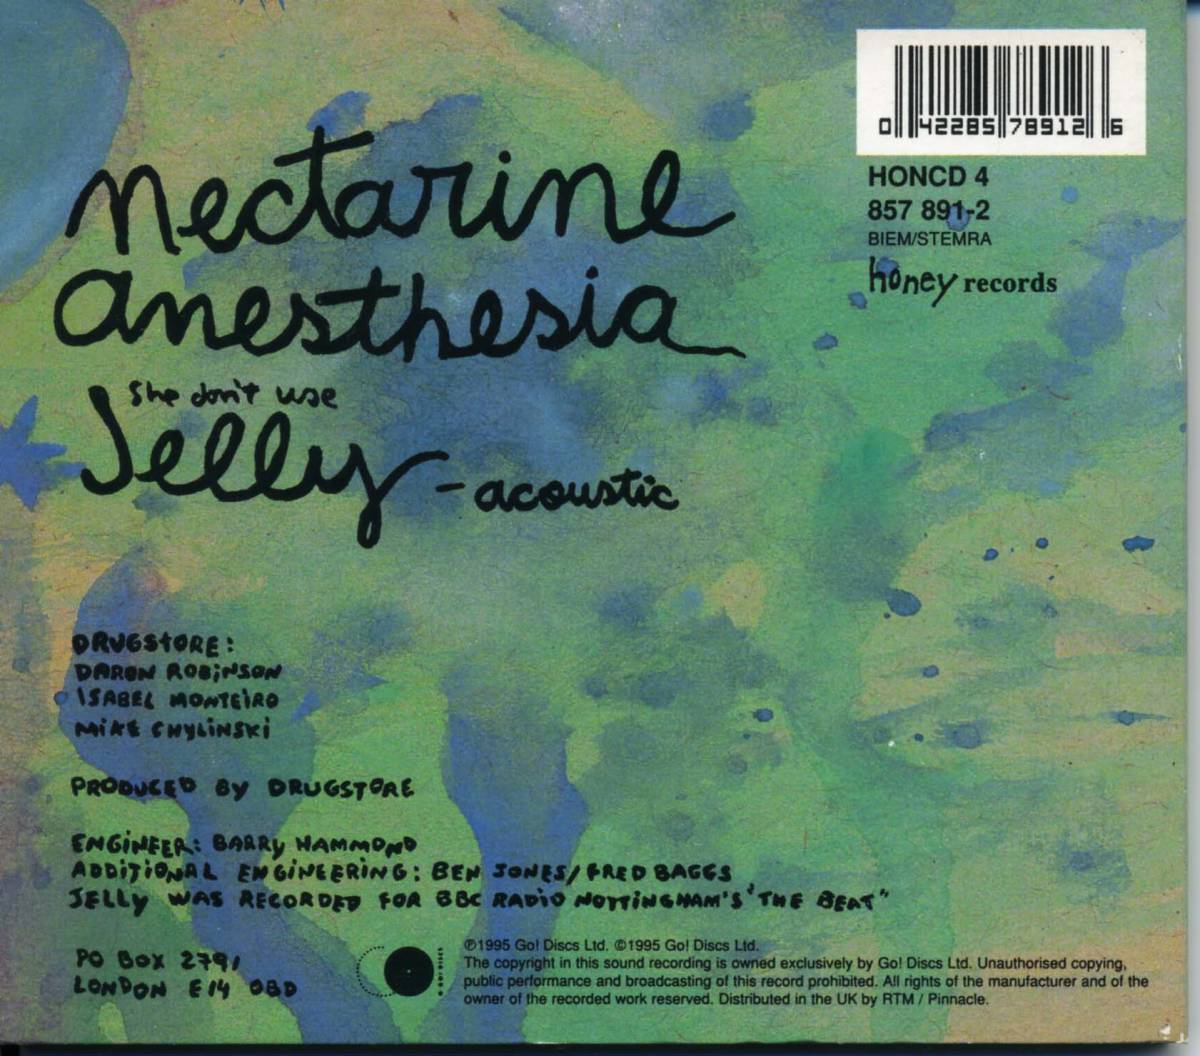 nectarine
anesthesia
she don't use
Jelly - acoustic
0 42285 78912 6
HONCD 4
857 891-2
BIEM/STEMRA
honey records
DRUGSTORE:
DARON ROBINSON
ISABEL MONTEIRO
MIKE CHYLINSKI
PRODUCED BY DRUGSTORE
ENGINEER: BARRY HAMMOND
ADDITIONAL ENGINEERING: BEN JONES/FRED BAGGS
JELLY WAS RECORDED FOR BBC RADIO NOTTINGHAM'S 'THE BEAT"
PO BOX 2791
LONDON E14 0BD
℗1995 Go! Discs Ltd. ©1995 Go! Discs Ltd.
The copyright in this sound recording is owned exclusively by Go! Discs Ltd. Unauthorised copying,
public performance and broadcasting of this record prohibited. All rights of the manufacturer and of the
owner of the recorded work reserved. Distributed in the UK by RTM / Pinnacle.